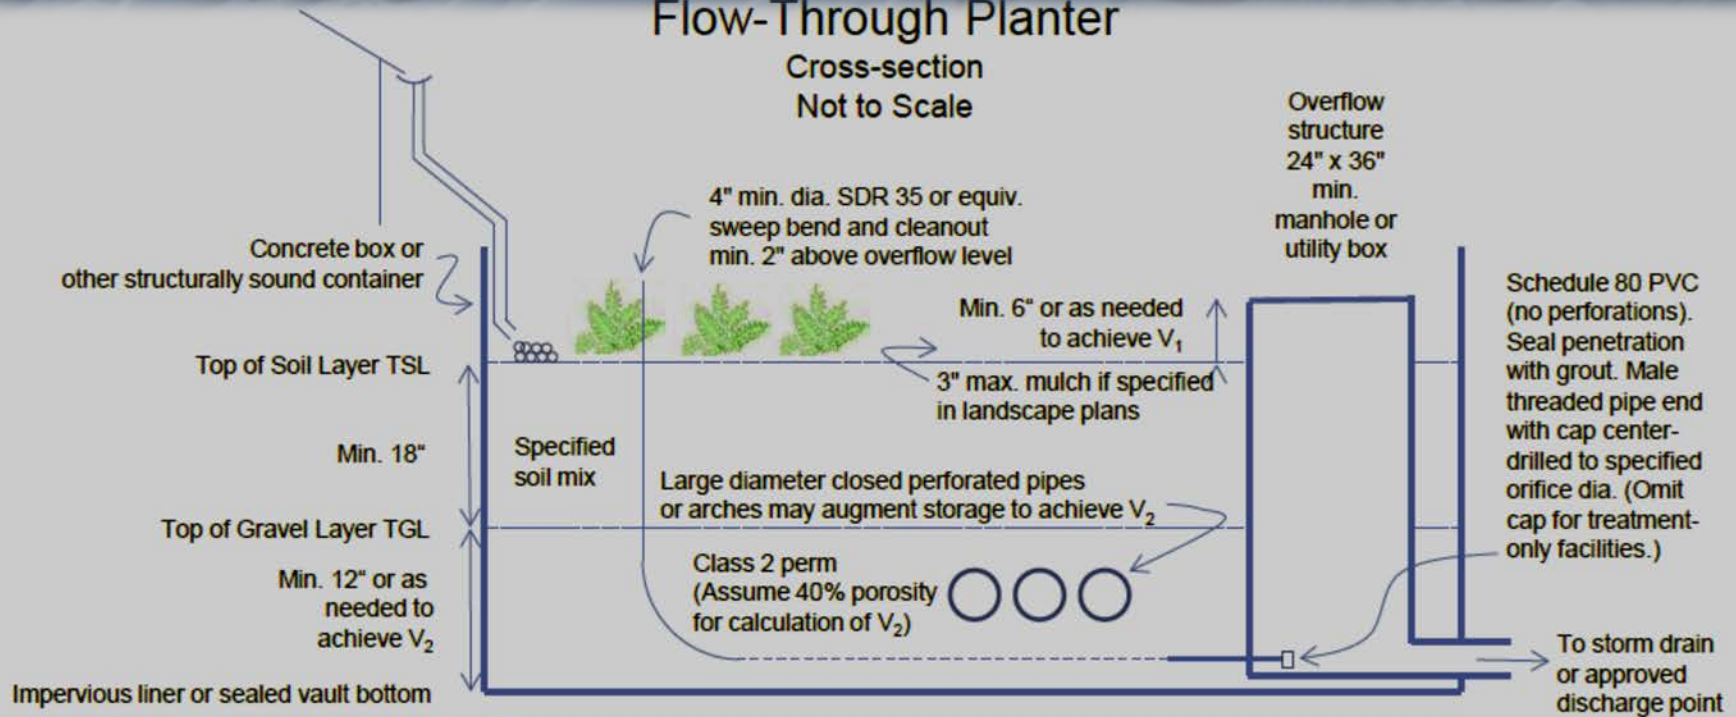 Flow-Through Planter
Cross-section
Not to Scale
Overflow
structure
24" x 36"
min.
manhole or
utility box
4" min. dia. SDR 35 or equiv.
sweep bend and cleanout
min. 2" above overflow level
Concrete box or
other structurally sound container
Schedule 80 PVC
(no perforations).
Seal penetration
with grout. Male
threaded pipe end
with cap center-
drilled to specified
orifice dia. (Omit
cap for treatment-
only facilities.)
Min. 6“ or as needed
to achieve V₁
Top of Soil Layer TSL
3" max. mulch if specified
in landscape plans
Min. 18“
Specified
soil mix
Large diameter closed perforated pipes
or arches may augment storage to achieve V₂
Top of Gravel Layer TGL
Class 2 perm
(Assume 40% porosity
for calculation of V₂)
Min. 12“ or as
needed to
achieve V₂
To storm drain
or approved
discharge point
Impervious liner or sealed vault bottom